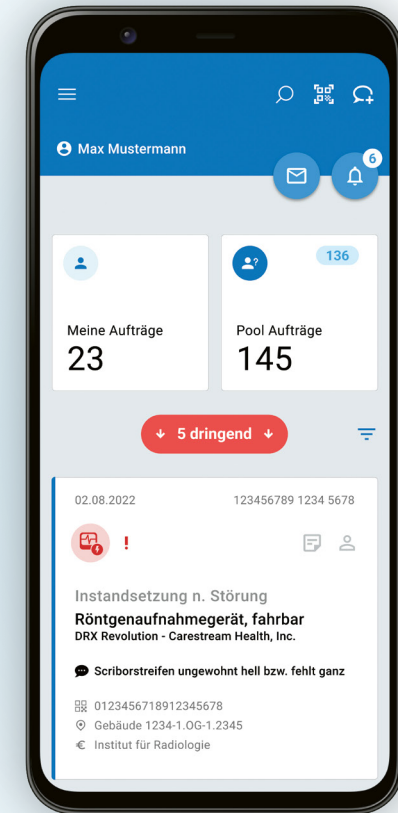 Max Mustermann
6
136
Meine Aufträge
23
Pool Aufträge
145
5 dringend
02.08.2022
123456789 1234 5678
!
Instandsetzung n. Störung
Röntgenaufnahmegerät, fahrbar
DRX Revolution - Carestream Health, Inc.
Scriborstreifen ungewohnt hell bzw. fehlt ganz
0123456718912345678
Gebäude 1234-1.OG-1.2345
€ Institut für Radiologie